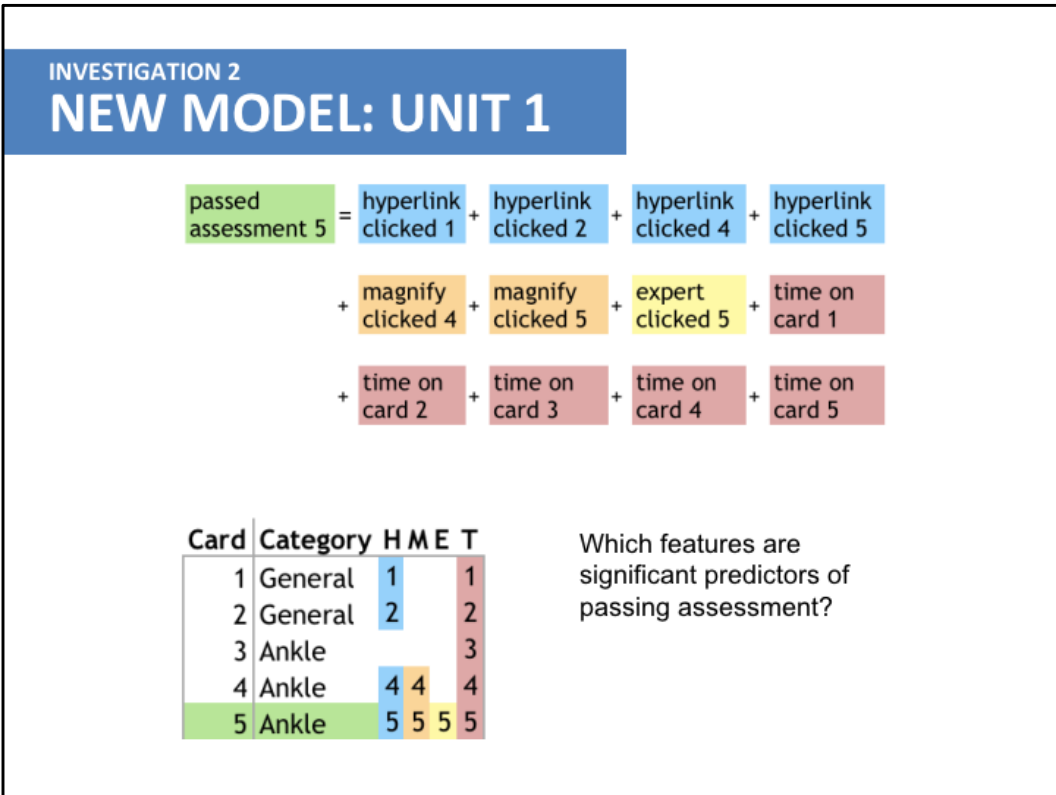 INVESTIGATION 2
NEW MODEL: UNIT 1
passed assessment 5 = hyperlink clicked 1 + hyperlink clicked 2 + hyperlink clicked 4 + hyperlink clicked 5
+ magnify clicked 4 + magnify clicked 5 + expert clicked 5 + time on card 1
+ time on card 2 + time on card 3 + time on card 4 + time on card 5
Card Category H M E T
1 General 1 1
2 General 2 2
3 Ankle 3
4 Ankle 4 4 4
5 Ankle 5 5 5 5
Which features are
significant predictors of
passing assessment?